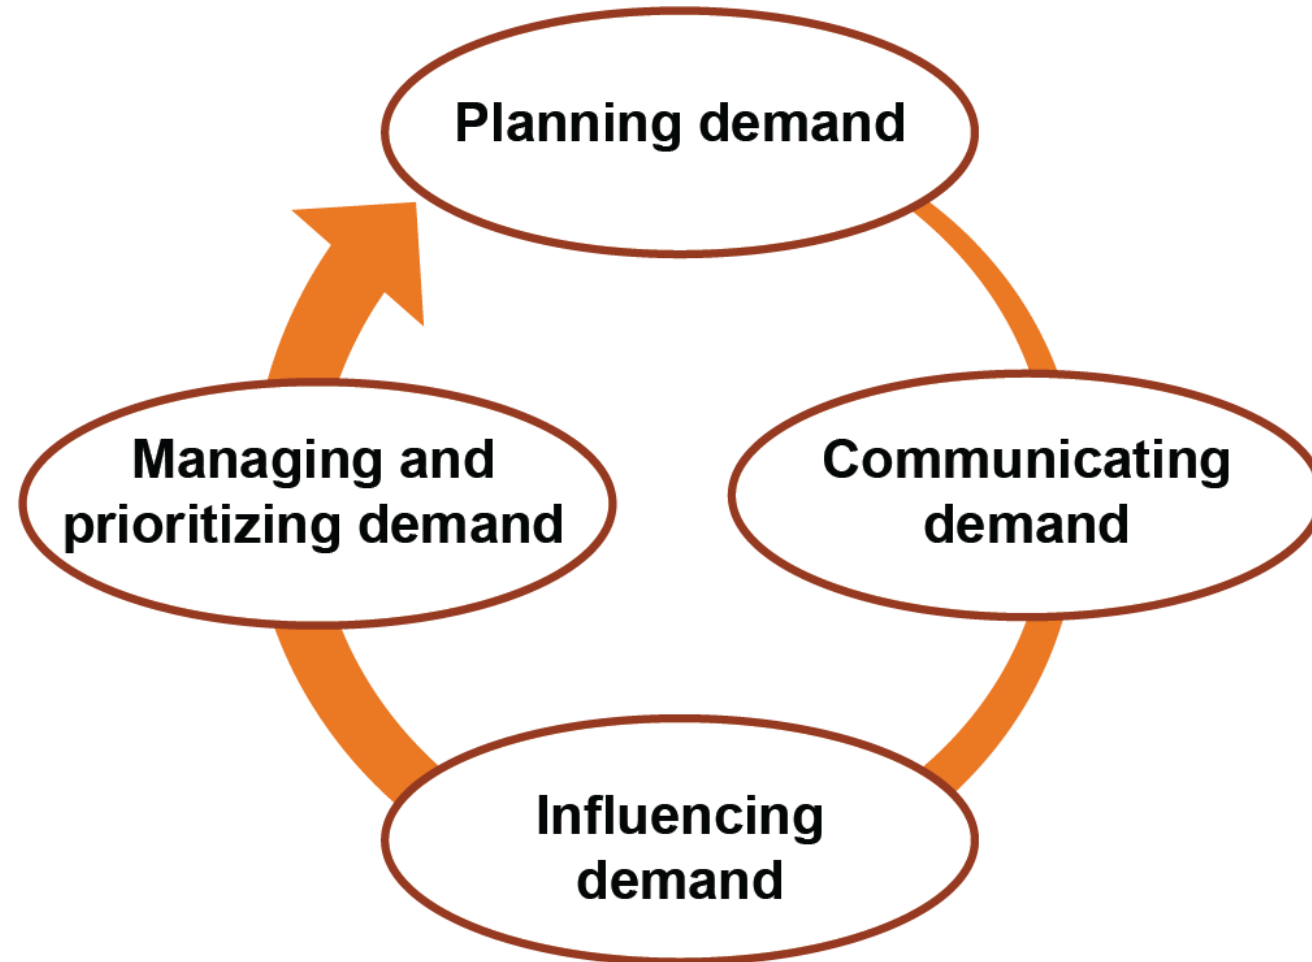 Planning demand
Communicating
demand
Influencing
demand
Managing and
prioritizing demand